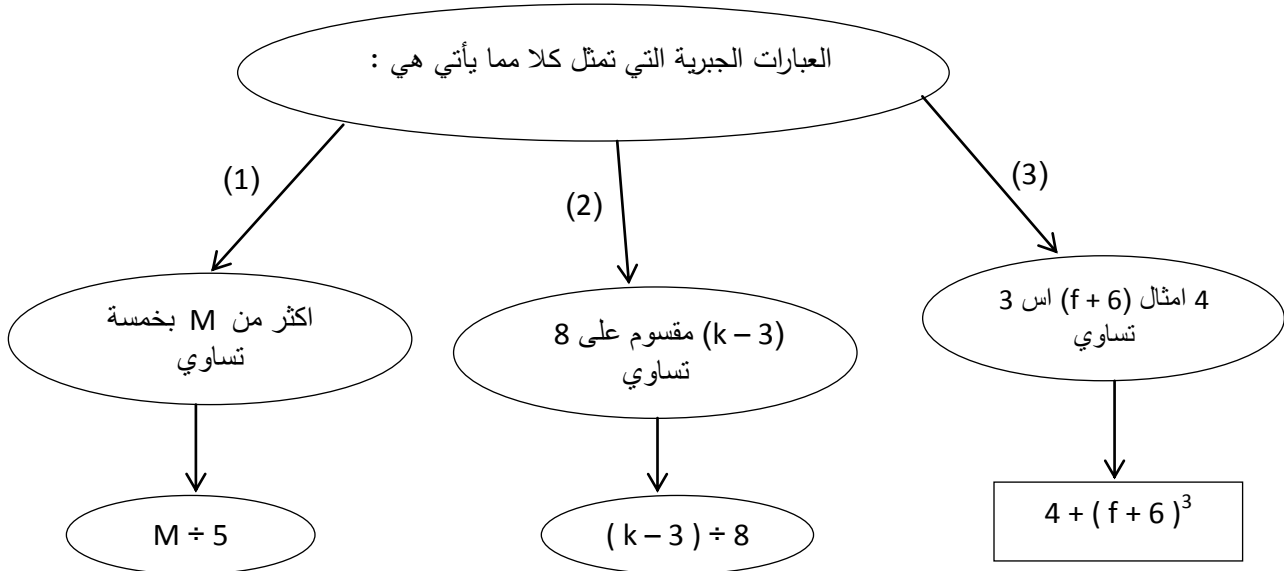 العبارات الجبرية التي تمثل كلا مما يأتي هي :
(1)
(2)
(3)
اكثر من M بخمسة
تساوي
(k – 3) مقسوم على 8
تساوي
4 امثال (f + 6) اس 3
تساوي
M ÷ 5
( k – 3 ) ÷ 8
4 + ( f + 6 )³